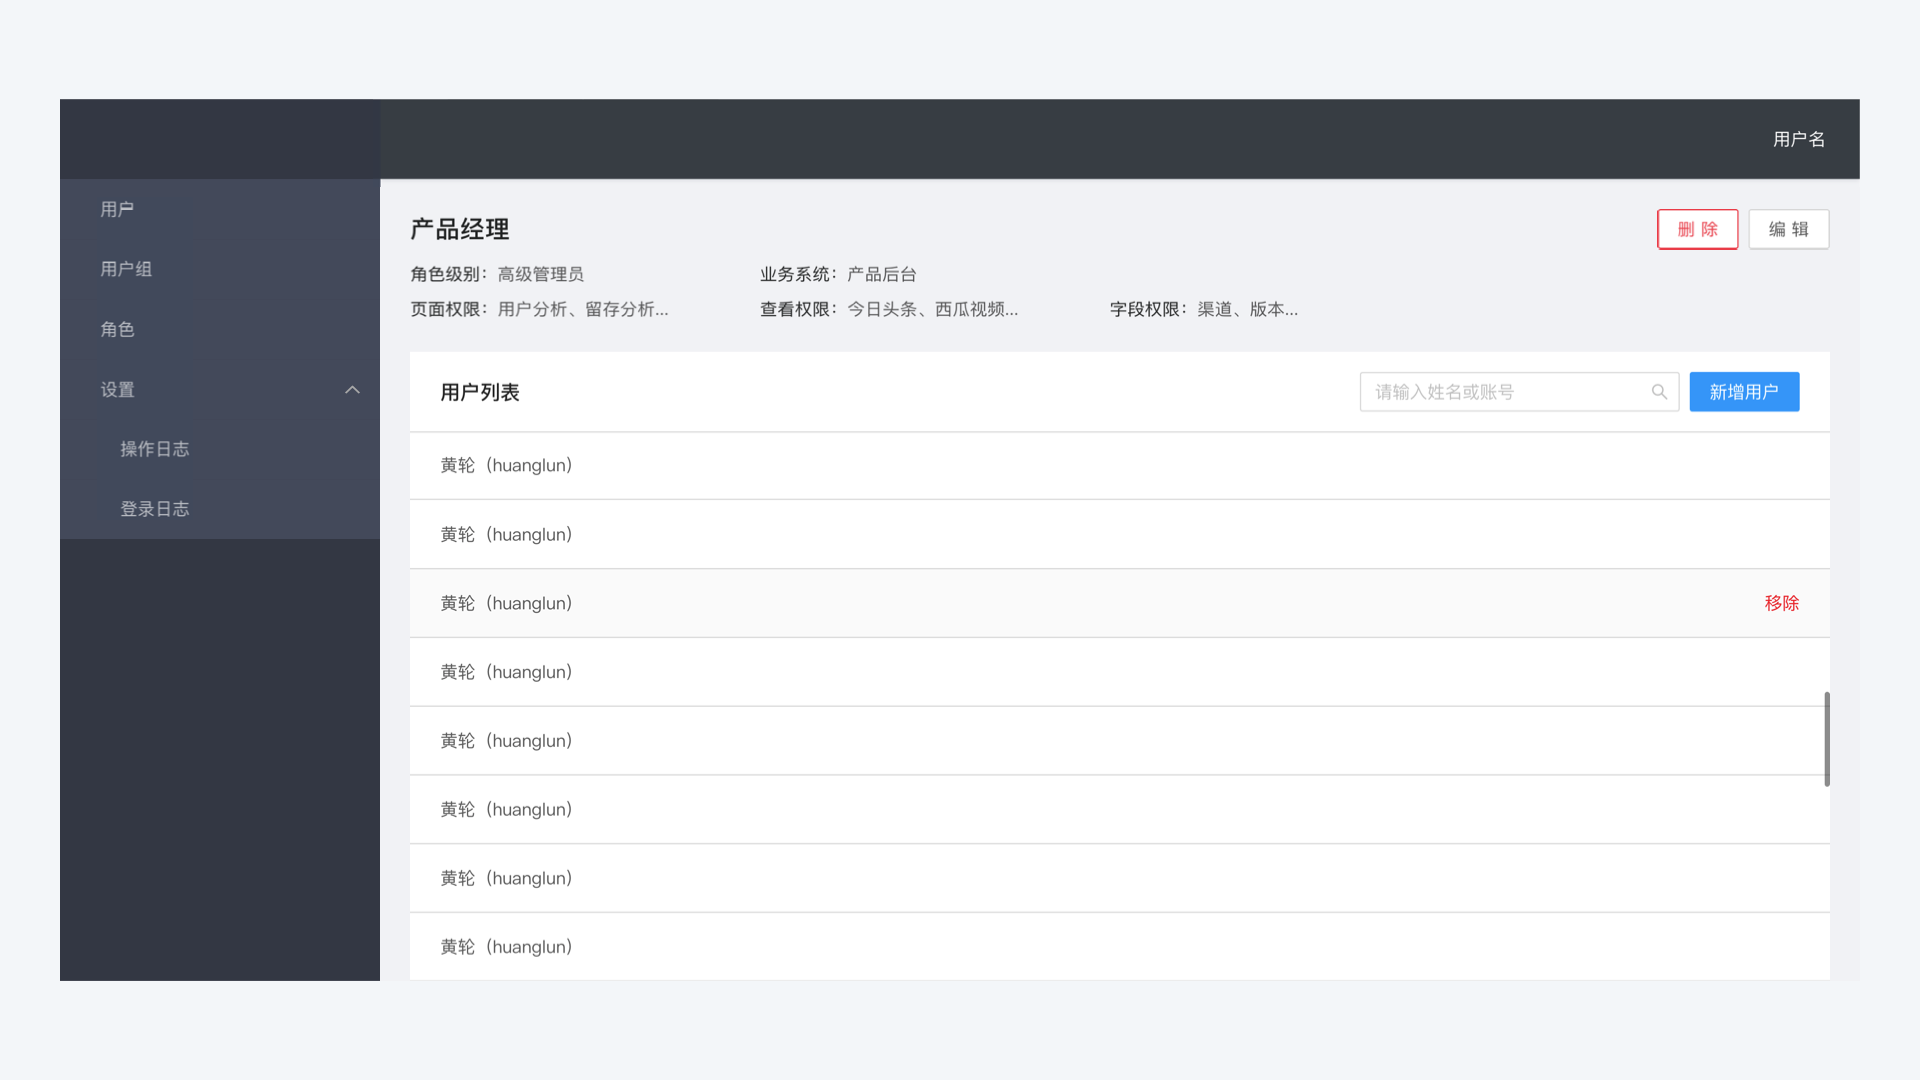 用户名
用户
用户组
角色
设置
操作日志
登录日志
产品经理
删 除
编 辑
角色级别：高级管理员
业务系统：产品后台
页面权限：用户分析、留存分析...
查看权限：今日头条、西瓜视频...
字段权限：渠道、版本...
用户列表
请输入姓名或账号
新增用户
黄轮（huanglun）
黄轮（huanglun）
黄轮（huanglun）
移除
黄轮（huanglun）
黄轮（huanglun）
黄轮（huanglun）
黄轮（huanglun）
黄轮（huanglun）